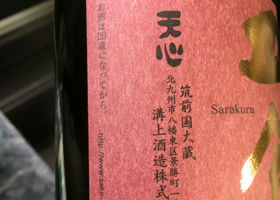 Sarakura
筑前国大蔵
天心
北九州市八幡東区景勝町一
溝上酒造株式
お酒は20歳になってから。
http://www.sake-